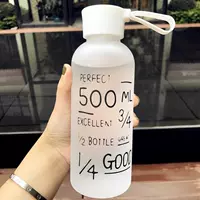 PERFECT
500 ML
EXCELLENT 3/4
1/2 BOTTLE
1/4 GOOD